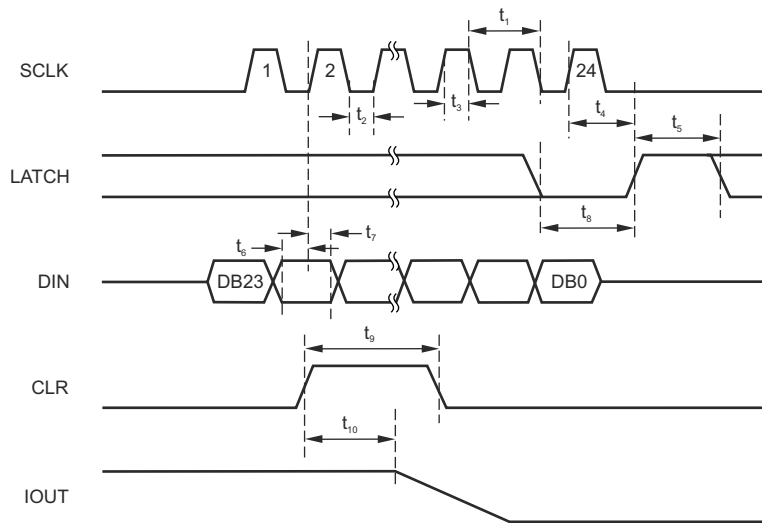 t₁
SCLK 1 2 24
t₂ t₃ t₄ t₅
LATCH
t₈
t₆ t₇
DIN DB23 DB0
t₉
CLR
t₁₀
IOUT